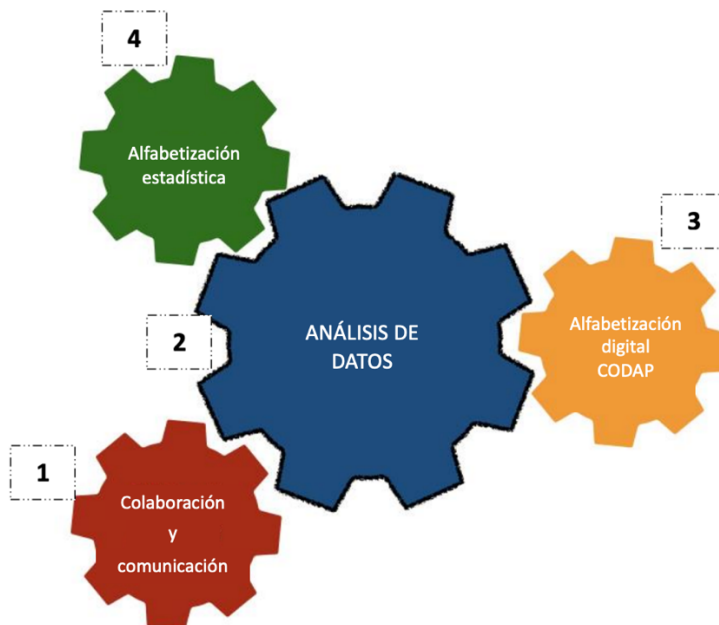 4
Alfabetización
estadística
3
2
ANÁLISIS DE
DATOS
Alfabetización
digital
CODAP
1
Colaboración
y
comunicación